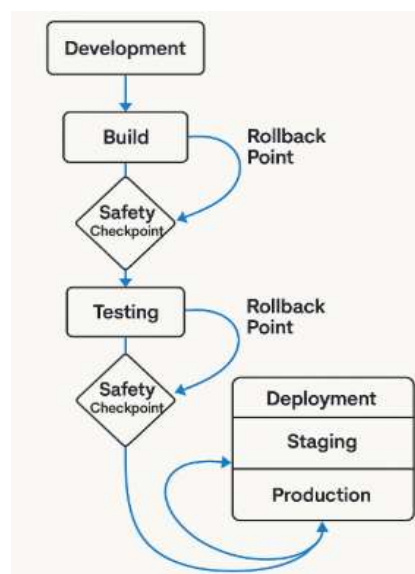 Development
Build
Rollback
Point
Safety
Checkpoint
Testing
Rollback
Point
Safety
Checkpoint
Deployment
Staging
Production